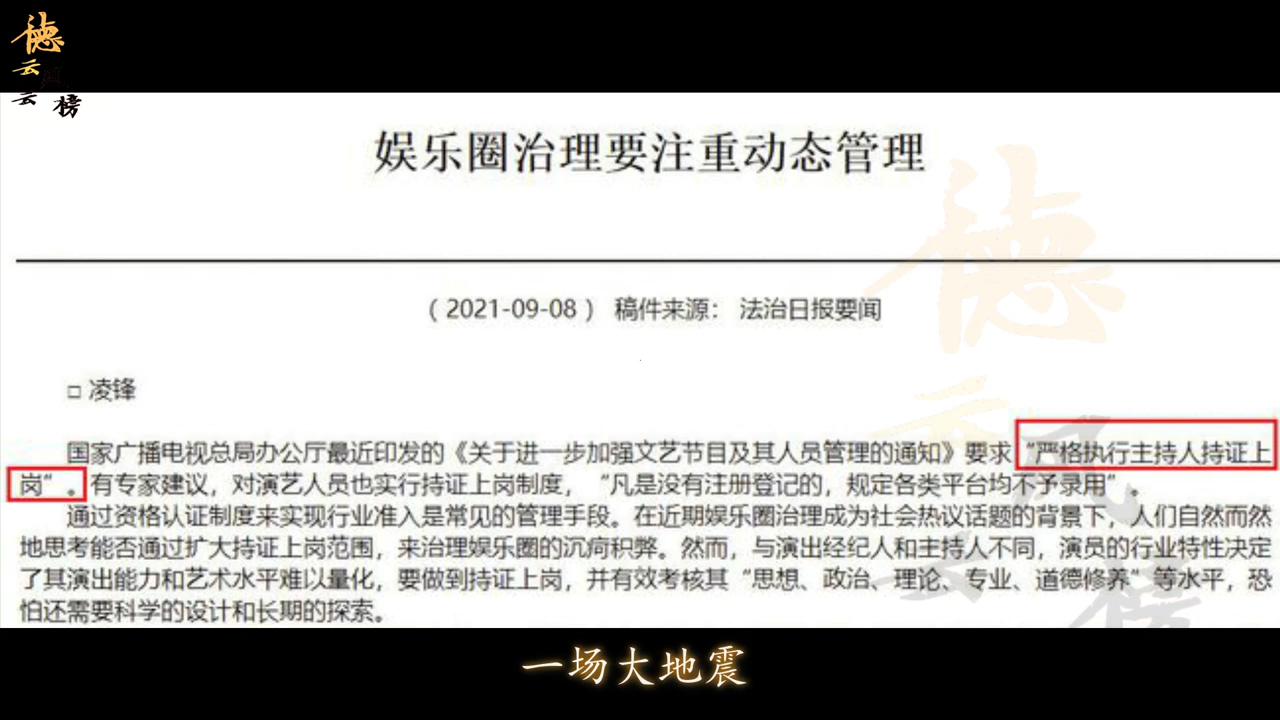 德
云
云 榜
娱乐圈治理要注重动态管理
（2021-09-08） 稿件来源： 法治日报要闻
□ 凌锋
国家广播电视总局办公厅最近印发的《关于进一步加强文艺节目及其人员管理的通知》要求“严格执行主持人持证上
岗”。有专家建议，对演艺人员也实行持证上岗制度，“凡是没有注册登记的，规定各类平台均不予录用”。
通过资格认证制度来实现行业准入是常见的管理手段。在近期娱乐圈治理成为社会热议话题的背景下，人们自然而然
地思考能否通过扩大持证上岗范围，来治理娱乐圈的沉疴积弊。然而，与演出经纪人和主持人不同，演员的行业特性决定
了其演出能力和艺术水平难以量化，要做到持证上岗，并有效考核其“思想、政治、理论、专业、道德修养”等水平，恐
怕还需要科学的设计和长期的探索。
德
云
风
云
榜
一场大地震